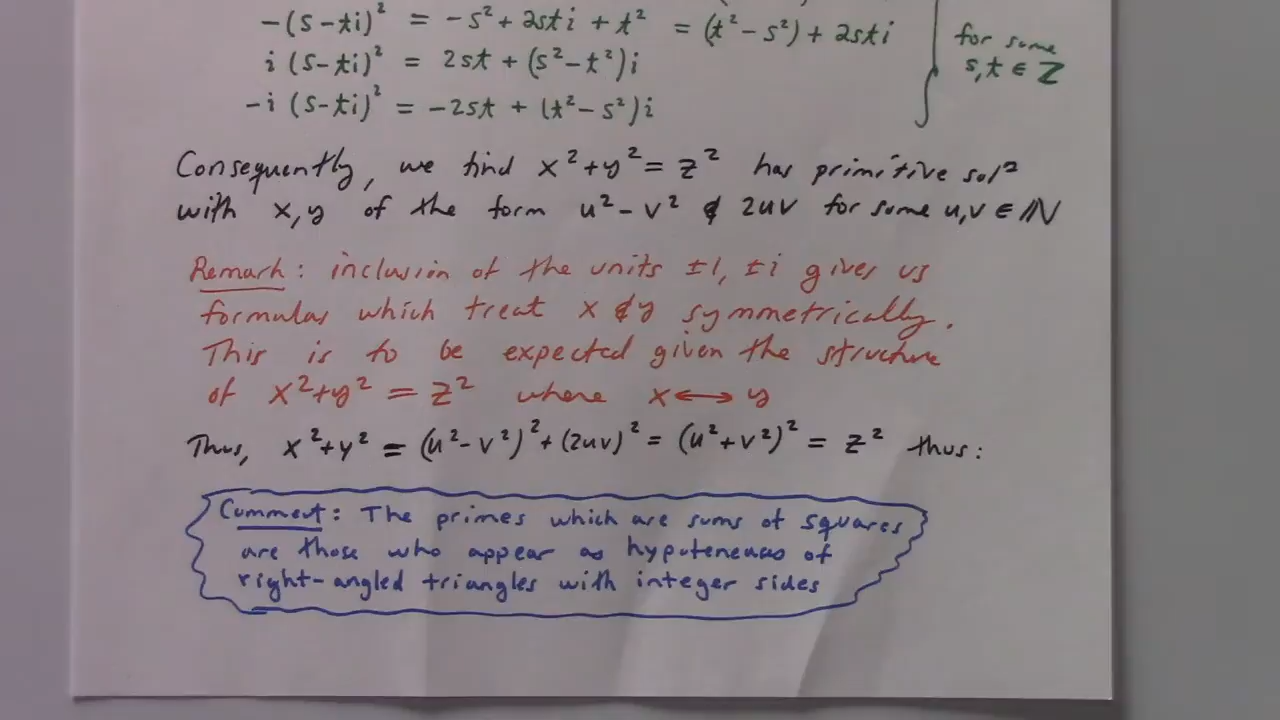 -(s-ti)² = -s² + 2sti + t² = (t² - s²) + 2sti
i (s-ti)² = 2st + (s² - t²)i
-i (s-ti)² = -2st + (t² - s²)i
for some
s,t ∈ Z
Consequently, we find x² + y² = z² has primitive solⁿ
with x,y of the form u² - v² & 2uv for some u,v ∈ ℕ
Remark: inclusion of the units ±1, ±i gives us
formulas which treat x & y symmetrically.
This is to be expected given the structure
of x² + y² = z² where x ↔ y
Thus, x² + y² = (u² - v²)² + (2uv)² = (u² + v²)² = z² thus:
Comment: The primes which are sums of squares
are those who appear as hypoteneuses of
right-angled triangles with integer sides